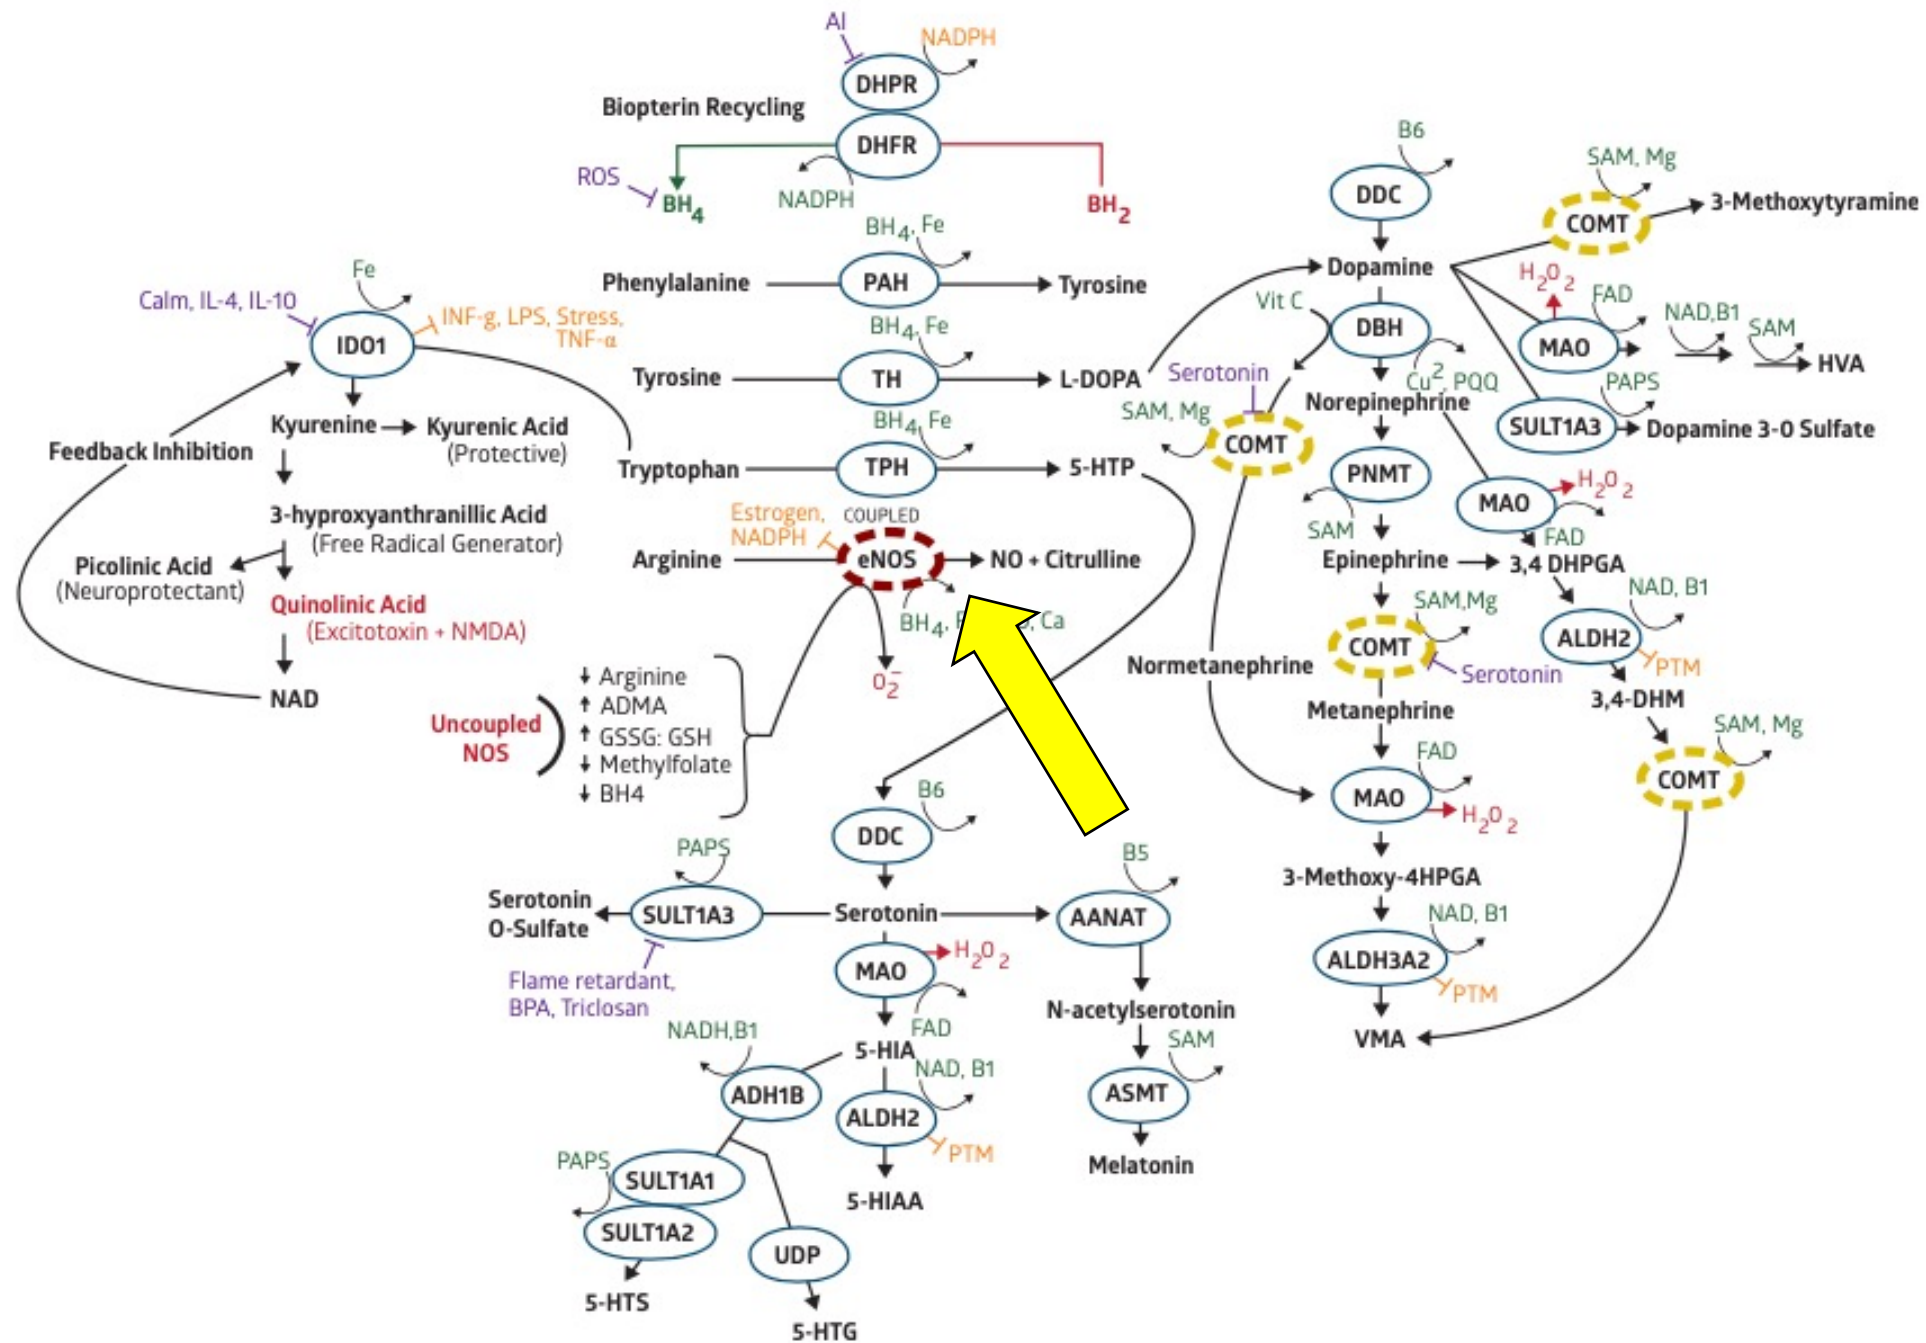 AI
NADPH
DHPR
Biopterin Recycling
DHFR
ROS
NADPH
BH4
BH2
BH4, Fe
Phenylalanine
PAH
Tyrosine
BH4, Fe
Tyrosine
TH
L-DOPA
BH4, Fe
Tryptophan
TPH
5-HTP
Estrogen,
NADPH
COUPLED
Arginine
eNOS
NO + Citrulline
BH4,
, Ca
O2-
Fe
Calm, IL-4, IL-10
INF-g, LPS, Stress,
TNF-α
IDO1
Kyurenine
Kyurenic Acid
(Protective)
Feedback Inhibition
3-hyproxyanthranillic Acid
(Free Radical Generator)
Picolinic Acid
(Neuroprotectant)
Quinolinic Acid
(Excitotoxin + NMDA)
NAD
Uncoupled
NOS
↓ Arginine
↑ ADMA
↑ GSSG: GSH
↓ Methylfolate
↓ BH4
B6
DDC
PAPS
Serotonin
O-Sulfate
SULT1A3
Serotonin
B5
AANAT
Flame retardant,
BPA, Triclosan
MAO
H2O2
FAD
N-acetylserotonin
NADH,B1
5-HIA
NAD, B1
SAM
ADH1B
ALDH2
ASMT
PTM
Melatonin
PAPS
SULT1A1
5-HIAA
SULT1A2
UDP
5-HTS
5-HTG
B6
DDC
SAM, Mg
COMT
3-Methoxytyramine
Dopamine
H2O2
FAD
NAD,B1
SAM
MAO
HVA
Vit C
DBH
Cu2, PQQ
PAPS
Serotonin
Norepinephrine
SULT1A3
Dopamine 3-O Sulfate
SAM, Mg
COMT
PNMT
SAM
MAO
H2O2
FAD
Epinephrine
3,4 DHPGA
SAM,Mg
NAD, B1
COMT
ALDH2
PTM
Serotonin
Normetanephrine
3,4-DHM
Metanephrine
SAM, Mg
FAD
COMT
MAO
H2O2
3-Methoxy-4HPGA
NAD, B1
ALDH3A2
PTM
VMA